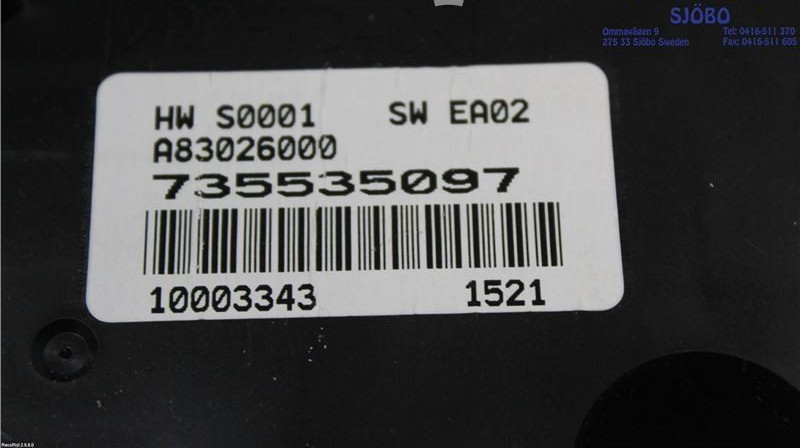 SJÖBO
Ommavägen 9 Tel: 0416-511 370
275 33 Sjöbo Sweden Fax: 0416-511 605
HW S0001 SW EA02
A83026000
735535097
10003343 1521